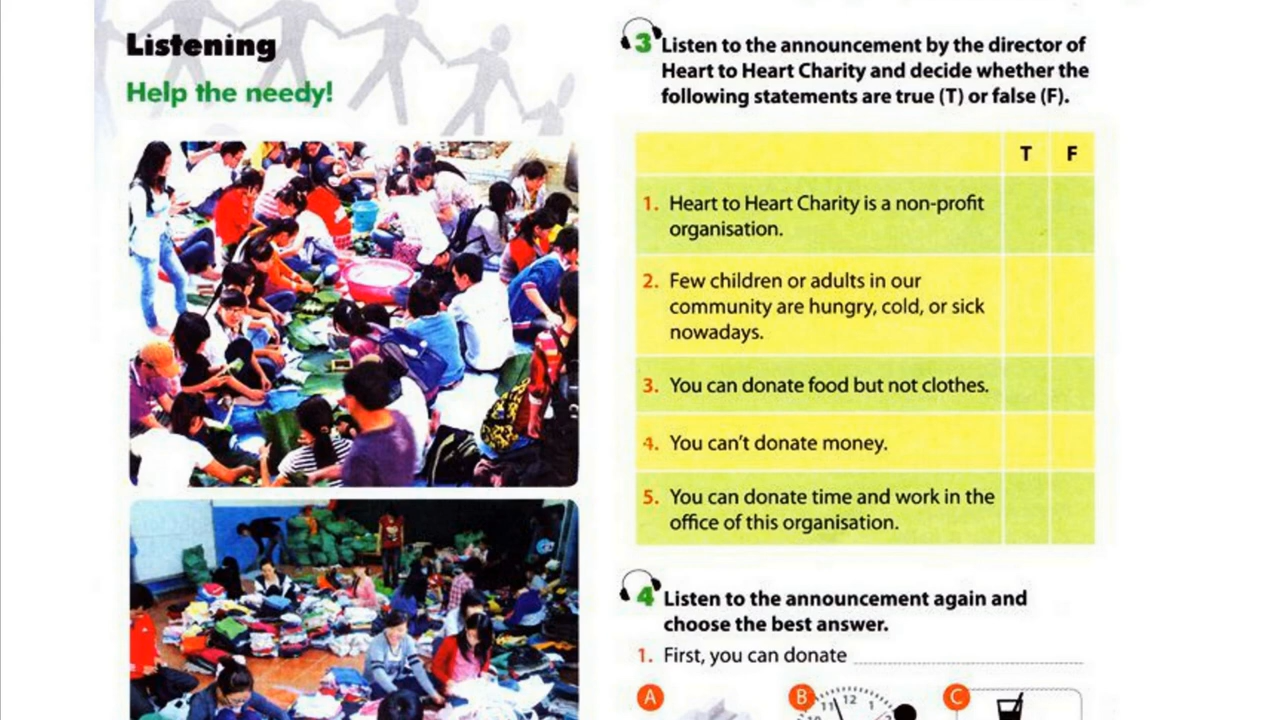 Listening
Help the needy!
3 Listen to the announcement by the director of
Heart to Heart Charity and decide whether the
following statements are true (T) or false (F).
T F
1. Heart to Heart Charity is a non-profit
organisation.
2. Few children or adults in our
community are hungry, cold, or sick
nowadays.
3. You can donate food but not clothes.
4. You can't donate money.
5. You can donate time and work in the
office of this organisation.
4 Listen to the announcement again and
choose the best answer.
1. First, you can donate
A B C
11 12 1